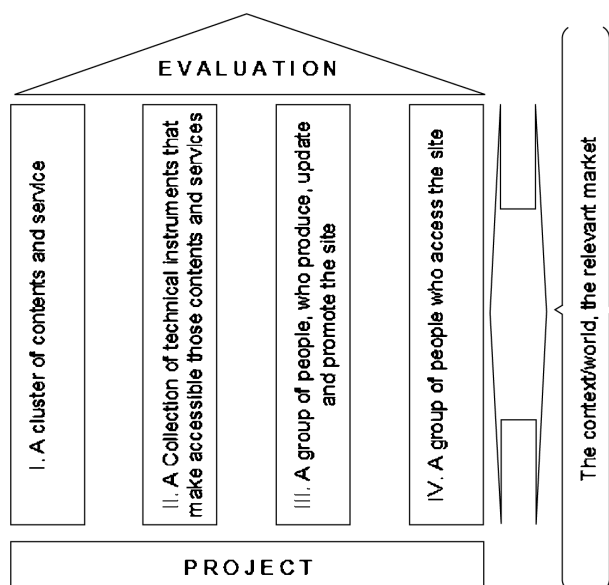 EVALUATION
I. A cluster of contents and service
II. A Collection of technical instruments that
make accessible those contents and services
III. A group of people, who produce, update
and promote the site
IV. A group of people who access the site
The context/world, the relevant market
PROJECT